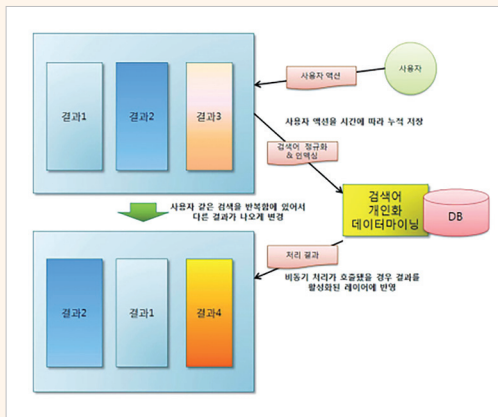 사용자
사용자 액션
결과1
결과2
결과3
사용자 액션을 시간에 따라 누적 저장
검색어 정규화
& 인덱싱
사용자 같은 검색을 반복함에 있어서
다른 결과가 나오게 변경
검색어
개인화
데이터마이닝
DB
처리 결과
비동기 처리가 호출됐을 경우 결과를
활성화된 레이어에 반영
결과2
결과1
결과4